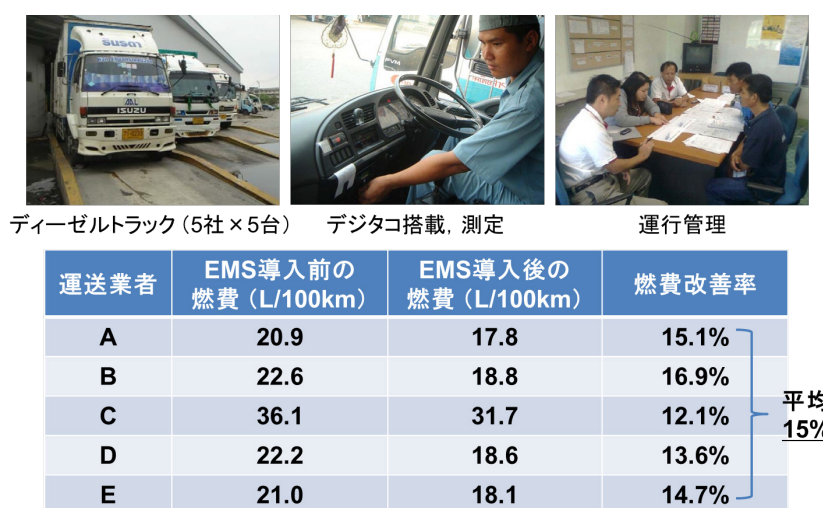 ISUZU
ディーゼルトラック（5社×5台）
デジタコ搭載，測定
運行管理
運送業者 EMS導入前の燃費（L/100km） EMS導入後の燃費（L/100km） 燃費改善率
A 20.9 17.8 15.1%
B 22.6 18.8 16.9%
C 36.1 31.7 12.1%
D 22.2 18.6 13.6%
E 21.0 18.1 14.7%
平均
15%